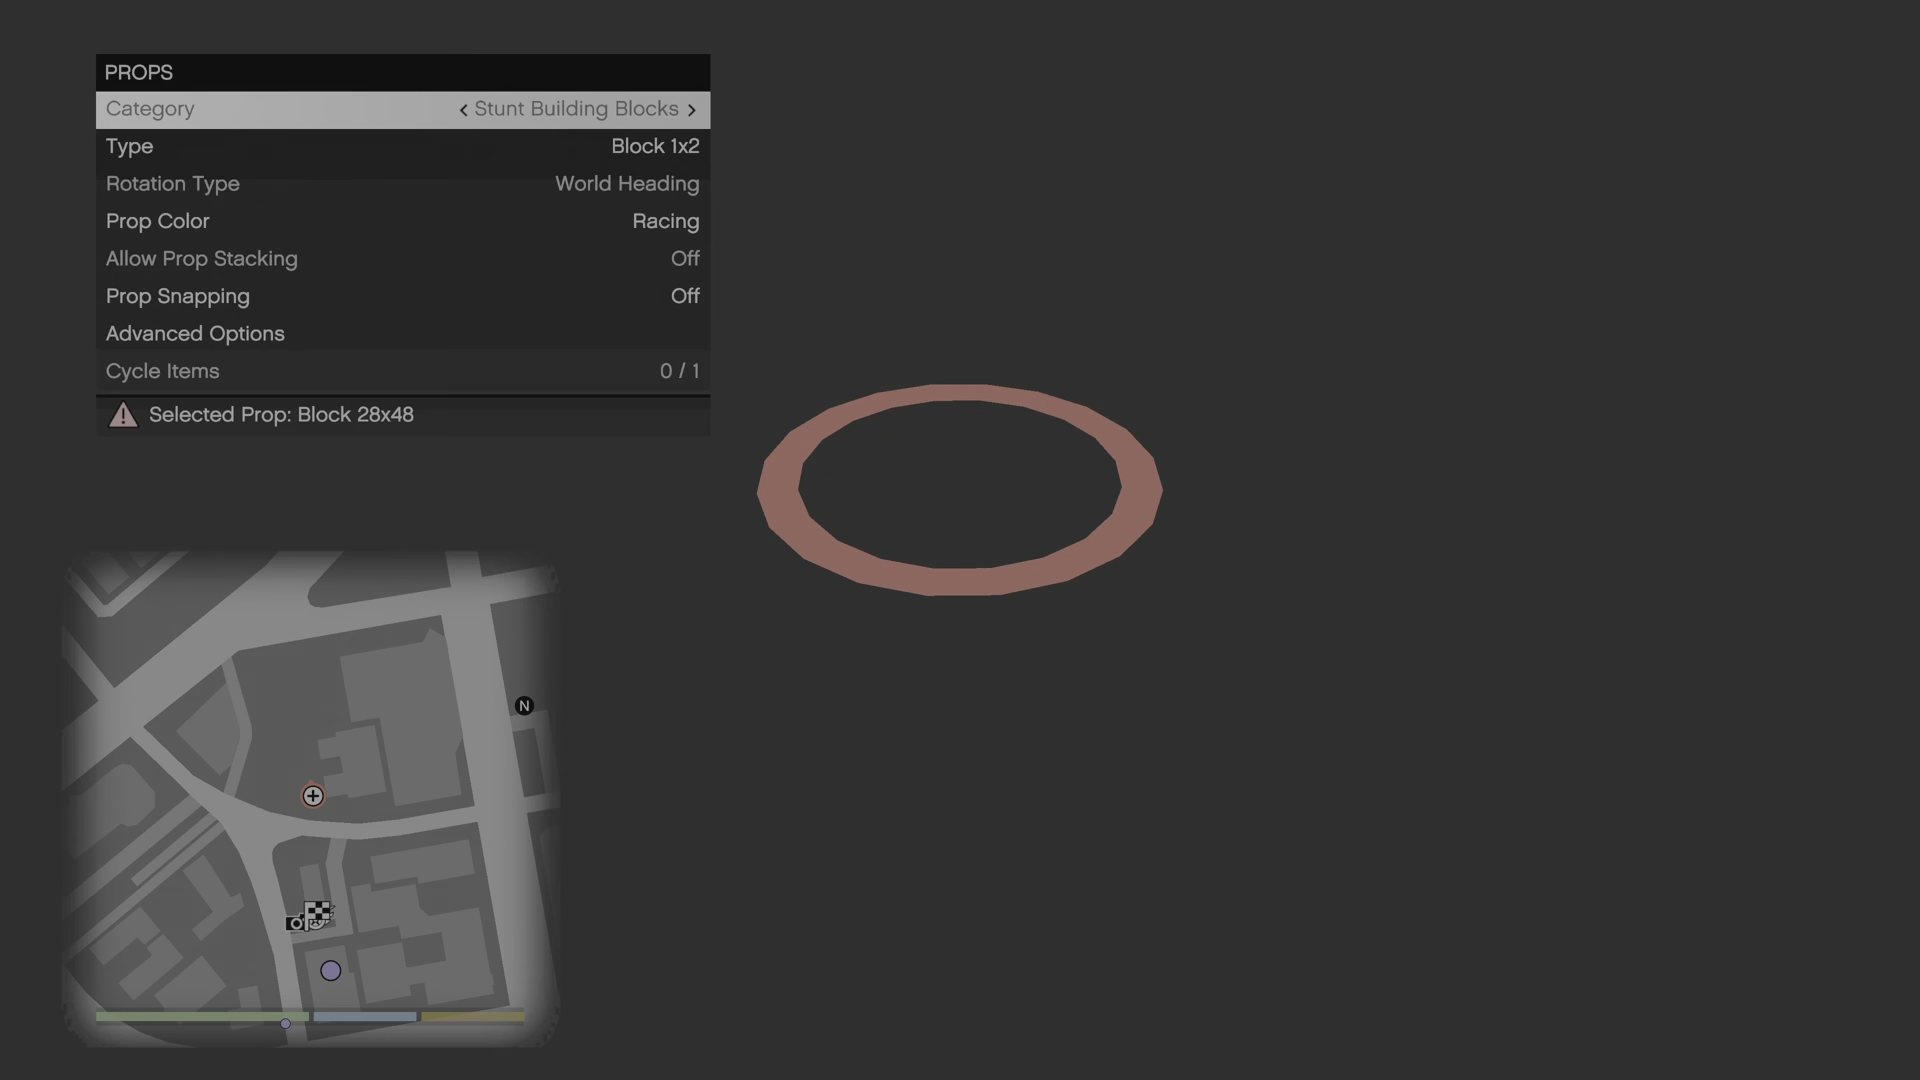 PROPS
Category < Stunt Building Blocks >
Type Block 1x2
Rotation Type World Heading
Prop Color Racing
Allow Prop Stacking Off
Prop Snapping Off
Advanced Options
Cycle Items 0 / 1
Selected Prop: Block 28x48
N